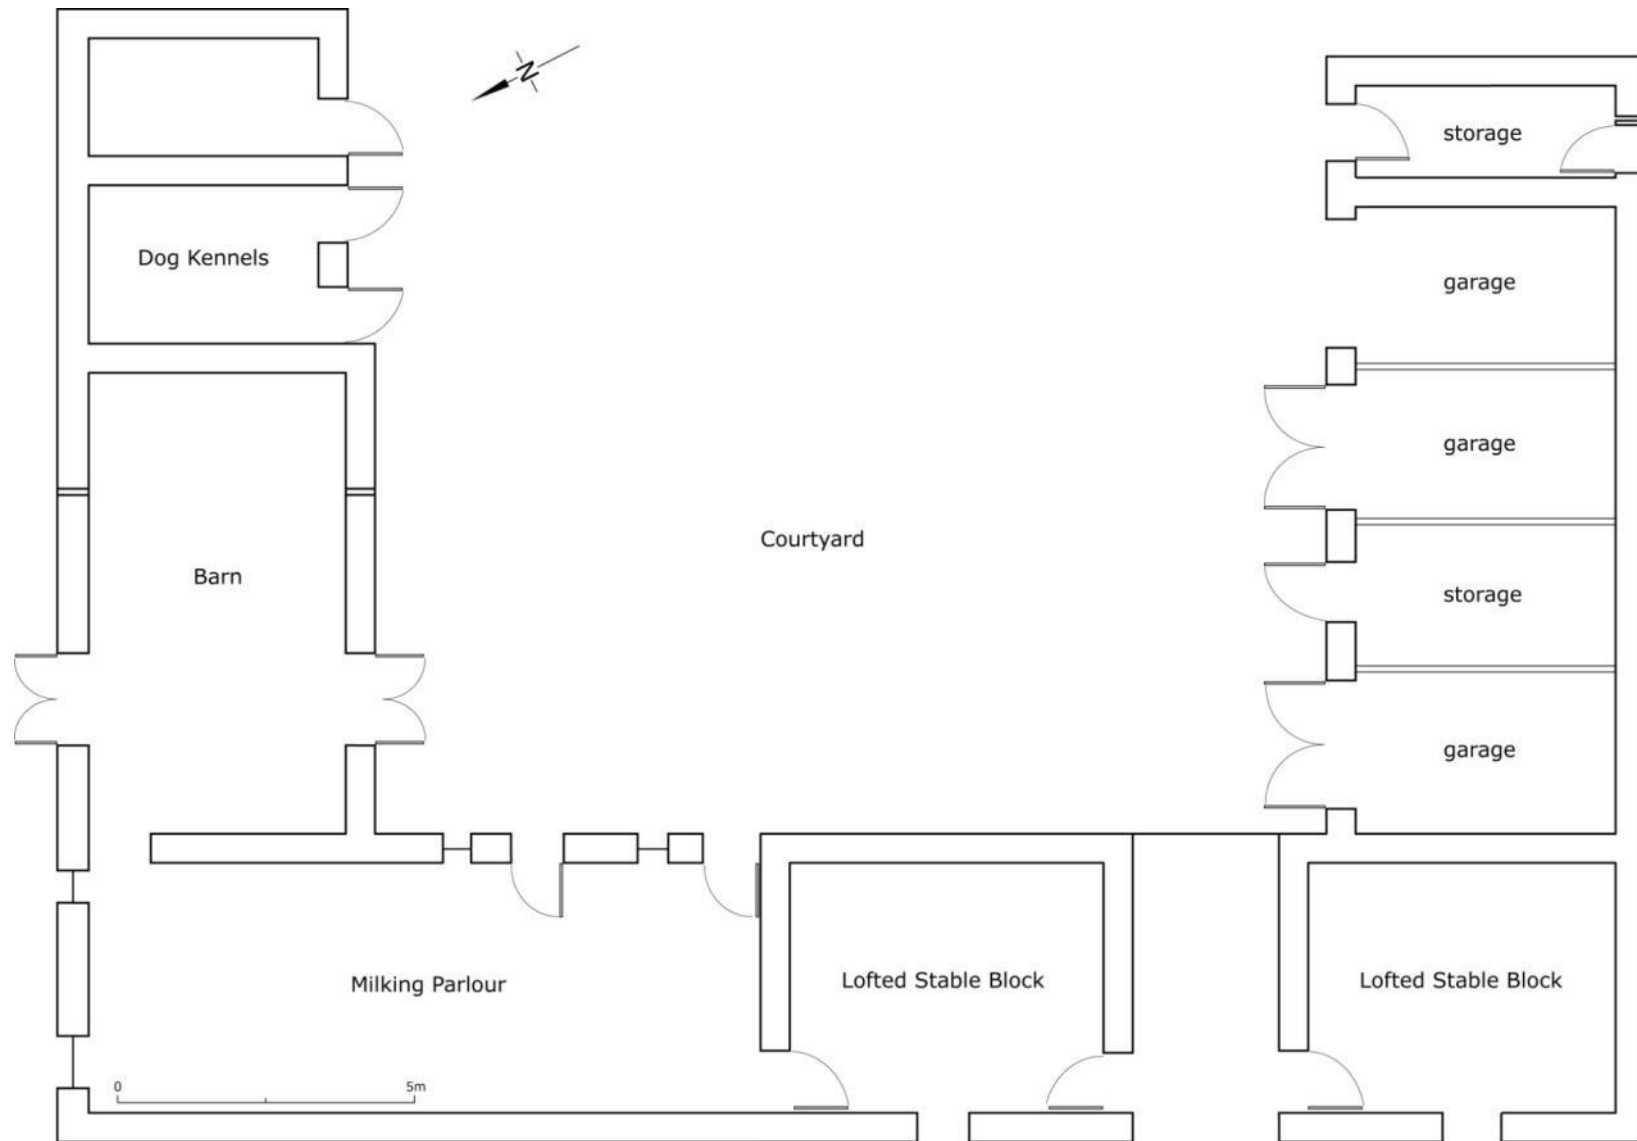 N
storage
Dog Kennels
garage
garage
Courtyard
Barn
storage
garage
Milking Parlour
Lofted Stable Block
Lofted Stable Block
0 5m